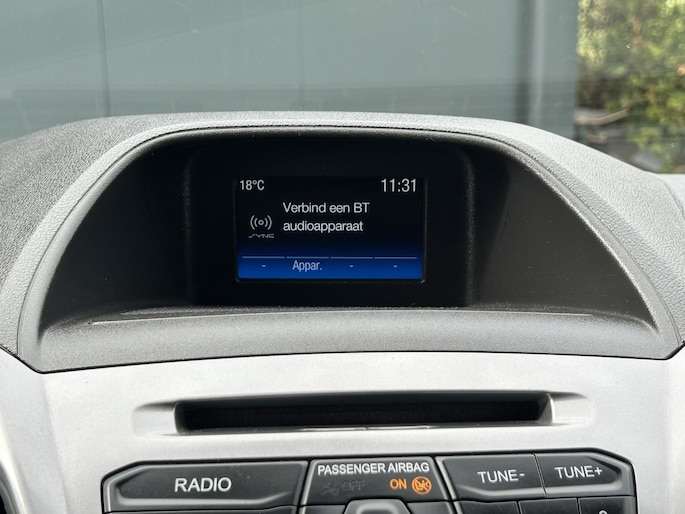 18°C 11:31
Verbind een BT
audioapparaat
SYNC
- Appar. - -
PASSENGER AIRBAG
RADIO OFF ON TUNE- TUNE+